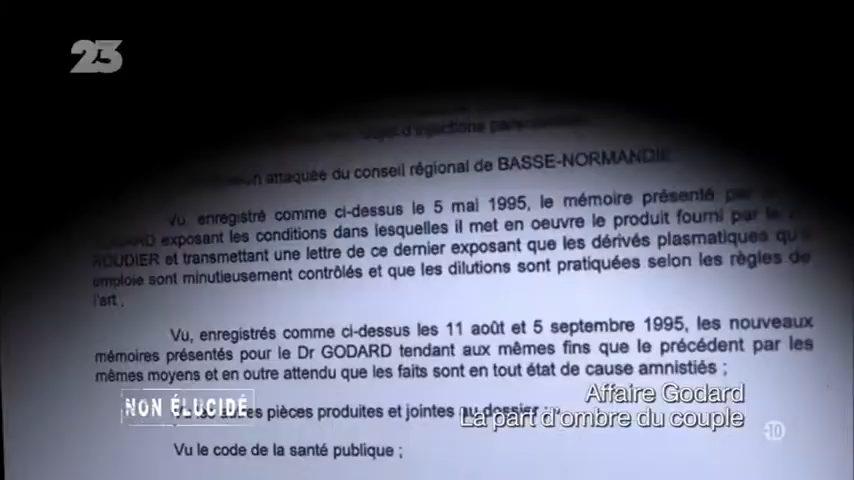 23
d'injections
attaquée du conseil régional de BASSE-NORMANDIE
Vu, enregistré comme ci-dessus le 5 mai 1995, le mémoire présenté par
GODARD exposant les conditions dans lesquelles il met en oeuvre le produit fourni par le
ROUDIER et transmettant une lettre de ce dernier exposant que les dérivés plasmatiques qu'il
emploie sont minutieusement contrôlés et que les dilutions sont pratiquées selon les règles de
l'art ;
Vu, enregistrés comme ci-dessus les 11 août et 5 septembre 1995, les nouveaux
mémoires présentés pour le Dr GODARD tendant aux mêmes fins que le précédent par les
mêmes moyens et en outre attendu que les faits sont en tout état de cause amnistiés ;
Affaire Godard
NON ÉLUCIDÉ
pièces produites et jointes au dossier ;
La part d'ombre du couple
-10
Vu le code de la santé publique ;